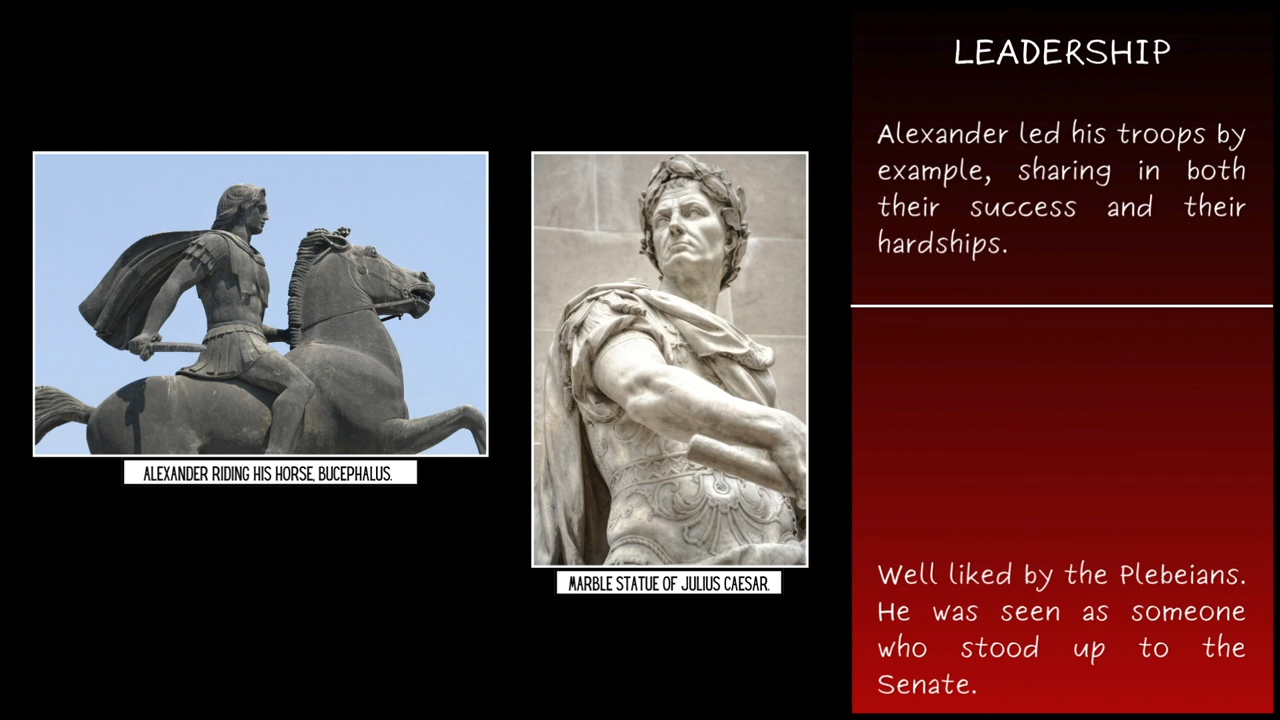 LEADERSHIP
Alexander led his troops by
example, sharing in both
their success and their
hardships.
ALEXANDER RIDING HIS HORSE, BUCEPHALUS.
MARBLE STATUE OF JULIUS CAESAR.
Well liked by the Plebeians.
He was seen as someone
who stood up to the
Senate.